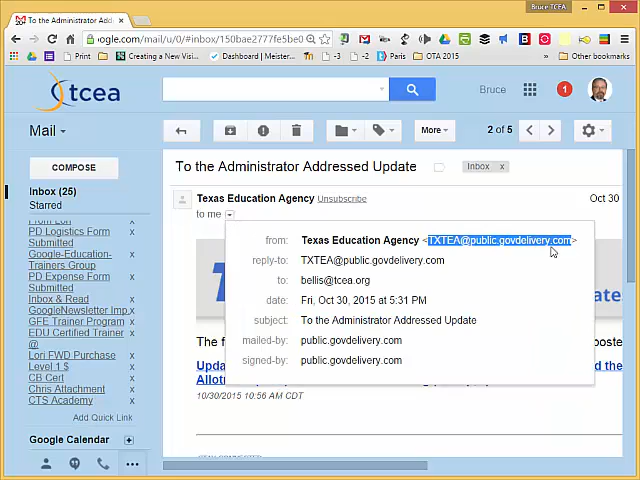 Bruce TCEA
To the Administrator Add
oogle.com/mail/u/0/#inbox/150bae2777fe5be0
Print
Creating a New Visi...
Dashboard | Meister...
Paris
OTA 2015
Other bookmarks
tcea
Bruce
1
Mail
More
2 of 5
COMPOSE
To the Administrator Addressed Update
Inbox x
Inbox (25)
Starred
From Lori x
PD Logistics Form x
Submitted
Google-Education- x
Trainers Group
PD Expense Form x
Submitted
Inbox & Read x
GoogleNewsletter Imp x
GFE Trainer Program x
EDU Certified Trainer x
@
Lori FWD Purchase x
Level 1 $ x
CB Cert x
Chris Attachment x
CTS Academy x
Add Quick Link
Google Calendar
Texas Education Agency Unsubscribe
Oct 30
to me
from: Texas Education Agency <TXTEA@public.govdelivery.com>
reply-to: TXTEA@public.govdelivery.com
to: bellis@tcea.org
date: Fri, Oct 30, 2015 at 5:31 PM
subject: To the Administrator Addressed Update
mailed-by: public.govdelivery.com
signed-by: public.govdelivery.com
T
date
The f
poste
Upda
Allot
10/30/2015 10:56 AM CDT
STAY CONNECTED